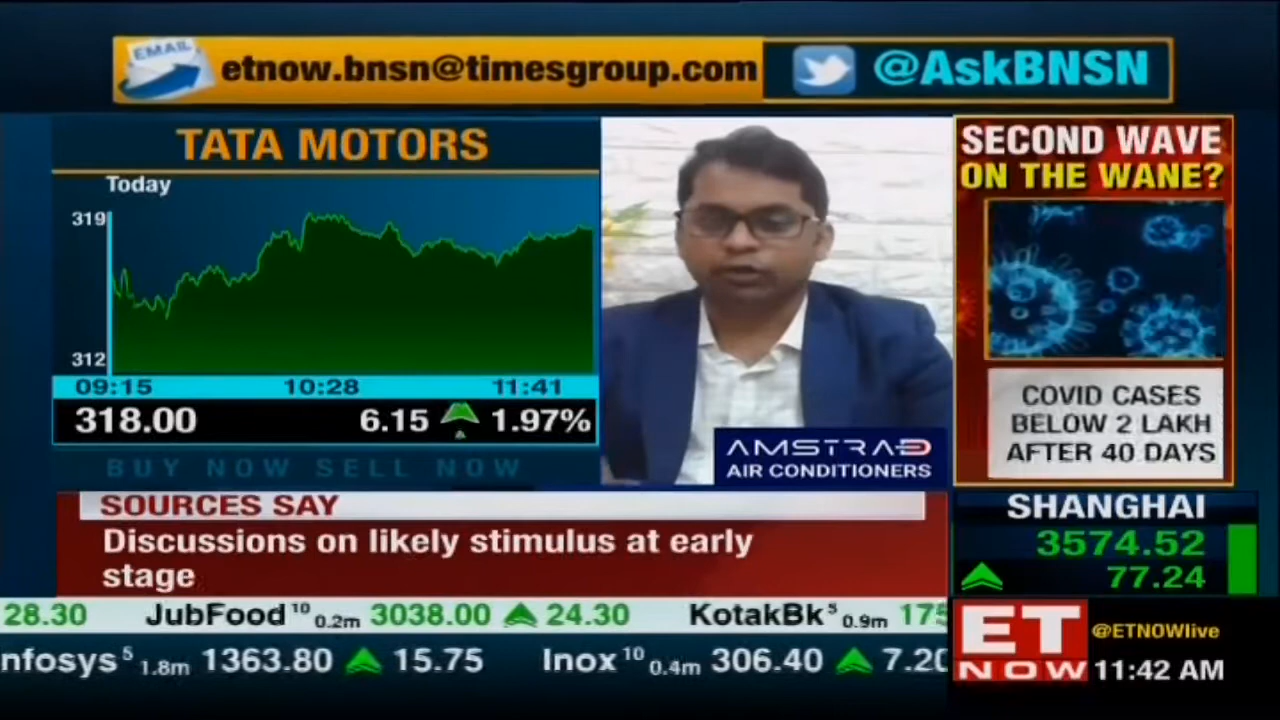 EMAIL
etnow.bnsn@timesgroup.com
@AskBNSN
TATA MOTORS
Today
319
312
09:15 10:28 11:41
318.00 6.15 1.97%
BUY NOW SELL NOW
AMSTRAD
AIR CONDITIONERS
SECOND WAVE
ON THE WANE?
COVID CASES
BELOW 2 LAKH
AFTER 40 DAYS
SOURCES SAY
Discussions on likely stimulus at early
stage
SHANGHAI
3574.52
77.24
28.30 JubFood 10 0.2m 3038.00 24.30 KotakBk 5 0.9m 175
nfosys 5 1.8m 1363.80 15.75 Inox 10 0.4m 306.40 7.20
ET
NOW
@ETNOWlive
11:42 AM